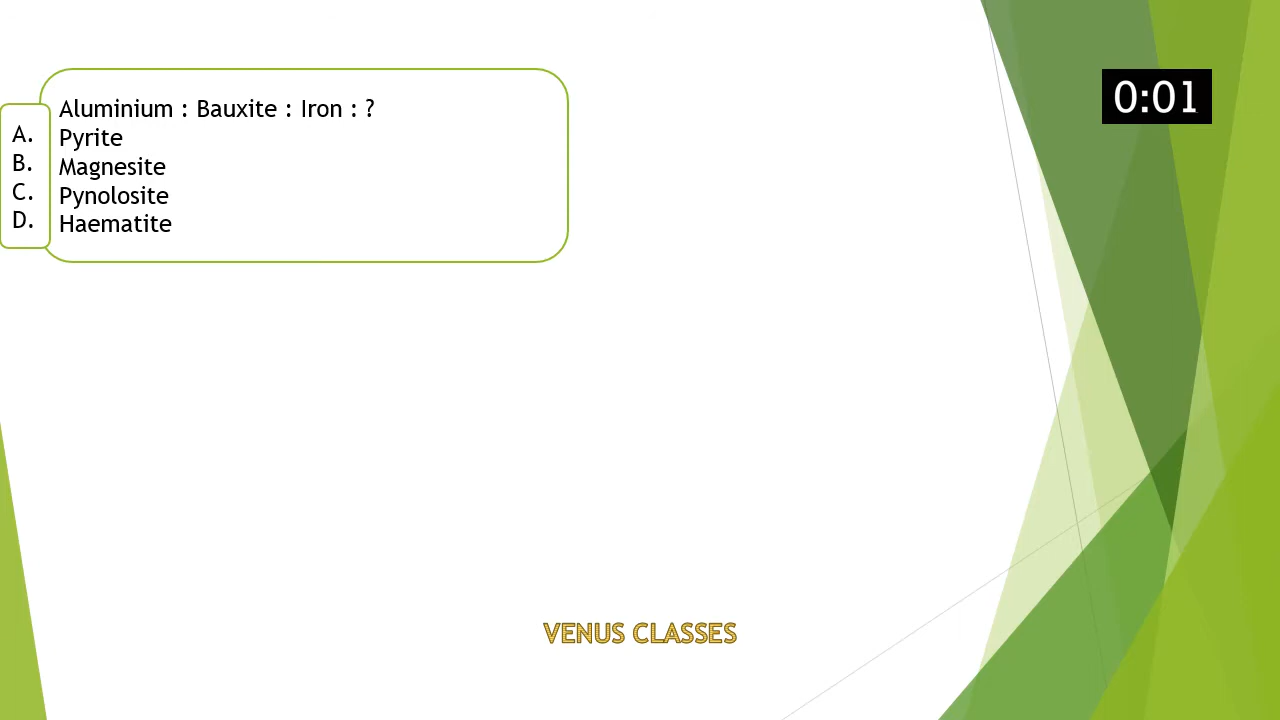 Aluminium : Bauxite : Iron : ?
A. Pyrite
B. Magnesite
C. Pynolosite
D. Haematite
0:01
VENUS CLASSES